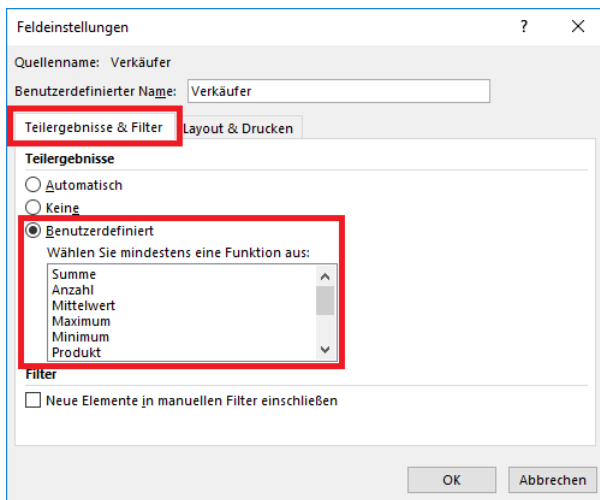 Feldeinstellungen ?
Quellenname: Verkäufer
Benutzerdefinierter Name: Verkäufer
Teilergebnisse & Filter Layout & Drucken
Teilergebnisse
Automatisch
Keine
Benutzerdefiniert
Wählen Sie mindestens eine Funktion aus:
Summe
Anzahl
Mittelwert
Maximum
Minimum
Produkt
Filter
Neue Elemente in manuellen Filter einschließen
OK Abbrechen